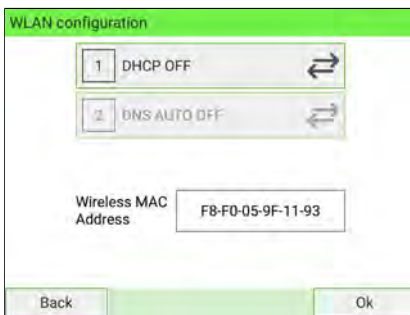 WLAN configuration
1 DHCP OFF
2 DNS AUTO OFF
Wireless MAC
Address
F8-F0-05-9F-11-93
Back
Ok